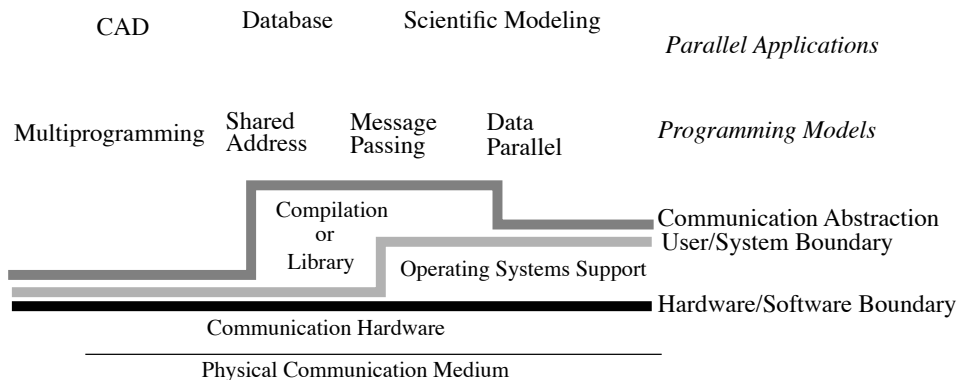 CAD Database Scientific Modeling
Parallel Applications
Multiprogramming
Shared
Address
Message
Passing
Data
Parallel
Programming Models
Compilation
or
Library
Communication Abstraction
User/System Boundary
Operating Systems Support
Hardware/Software Boundary
Communication Hardware
Physical Communication Medium